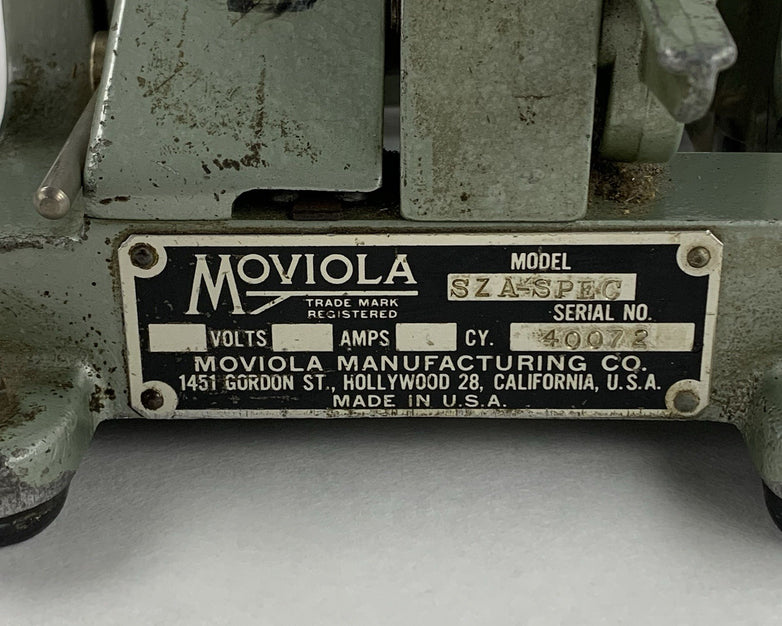 MOVIOLA
TRADE MARK
REGISTERED
MODEL
SZA-SPEC
SERIAL NO.
VOLTS AMPS CY. 40072
MOVIOLA MANUFACTURING CO.
1451 GORDON ST., HOLLYWOOD 28, CALIFORNIA, U.S.A.
MADE IN U.S.A.